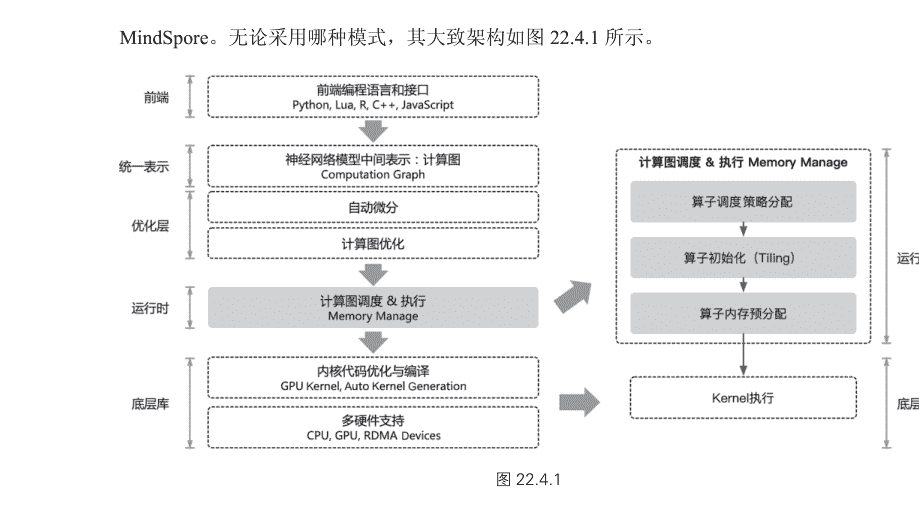 MindSpore。无论采用哪种模式，其大致架构如图 22.4.1 所示。
前端
前端编程语言和接口
Python, Lua, R, C++, JavaScript
统一表示
神经网络模型中间表示：计算图
Computation Graph
优化层
自动微分
计算图优化
运行时
计算图调度 & 执行
Memory Manage
底层库
内核代码优化与编译
GPU Kernel, Auto Kernel Generation
多硬件支持
CPU, GPU, RDMA Devices
计算图调度 & 执行 Memory Manage
算子调度策略分配
算子初始化（Tiling）
算子内存预分配
运行
Kernel执行
底层
图 22.4.1